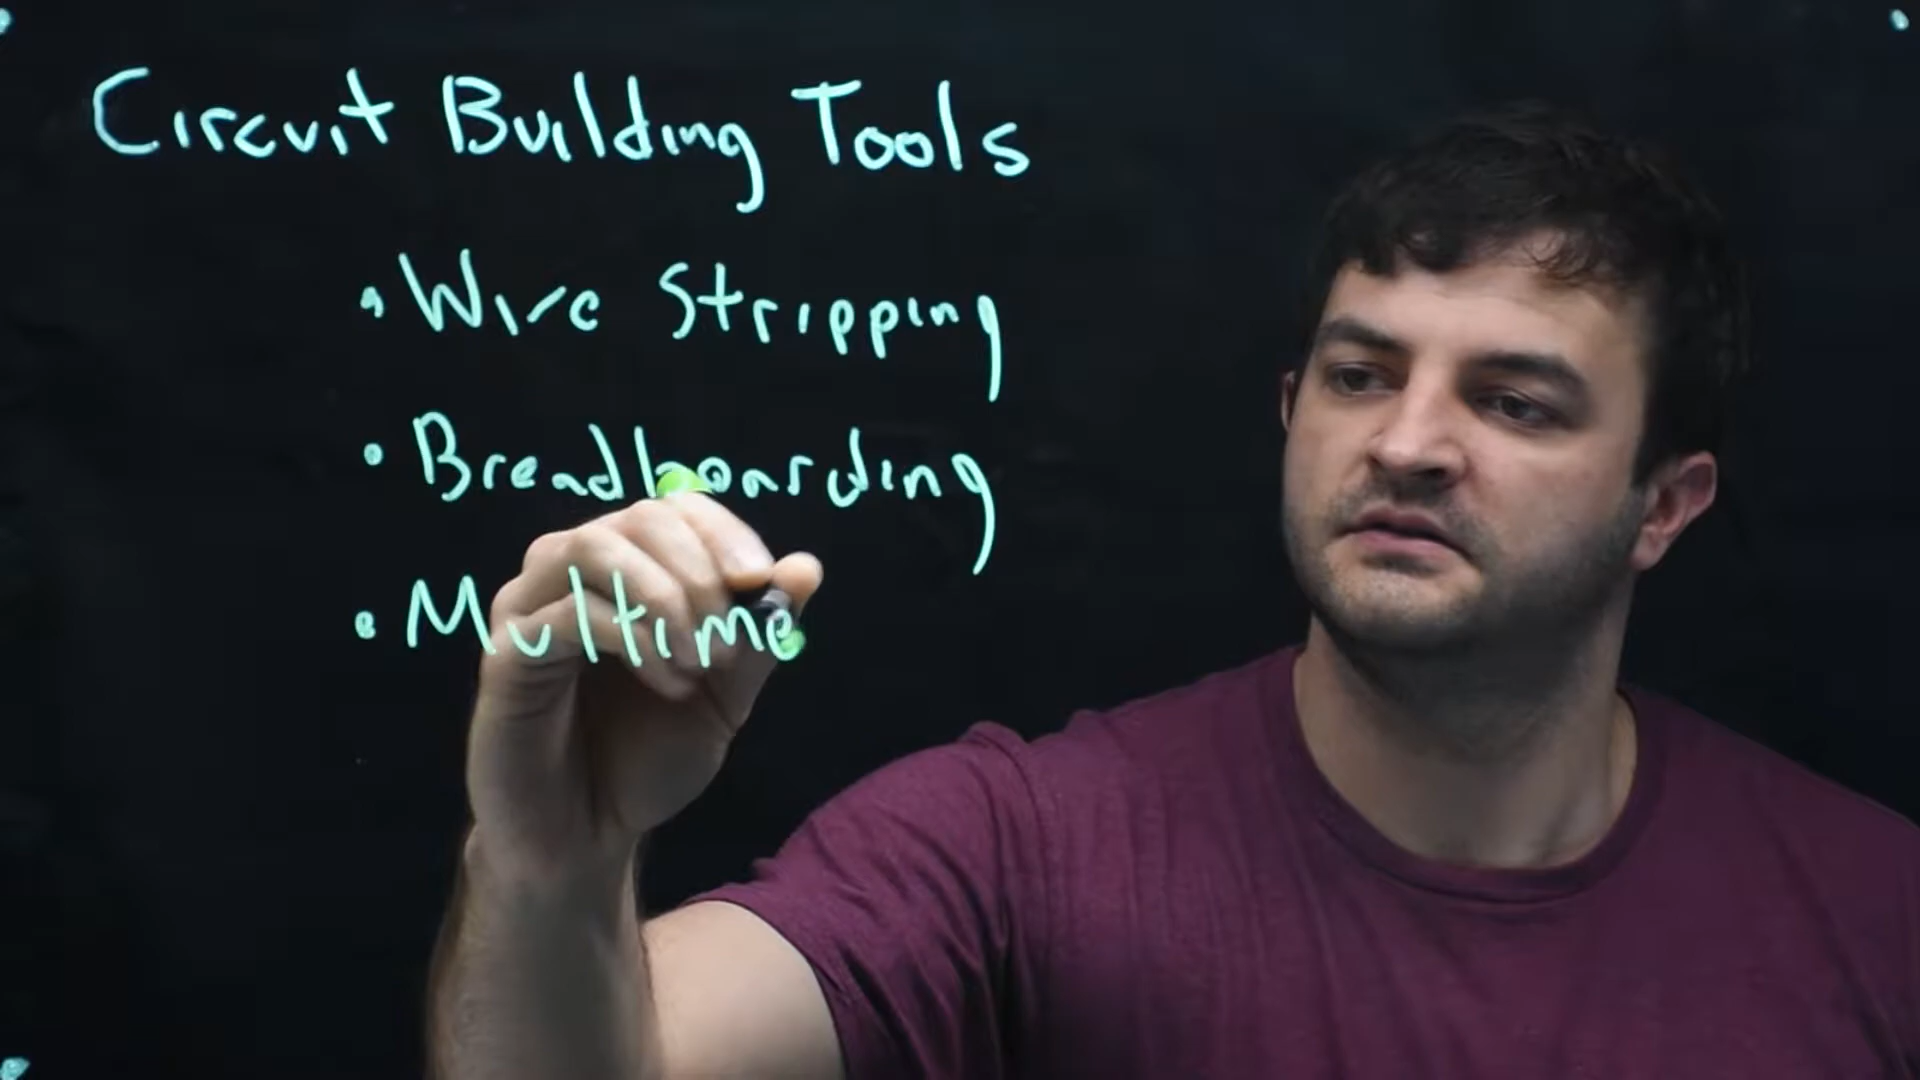 Circuit Building Tools
• Wire Stripping
• Breadboarding
• Multime